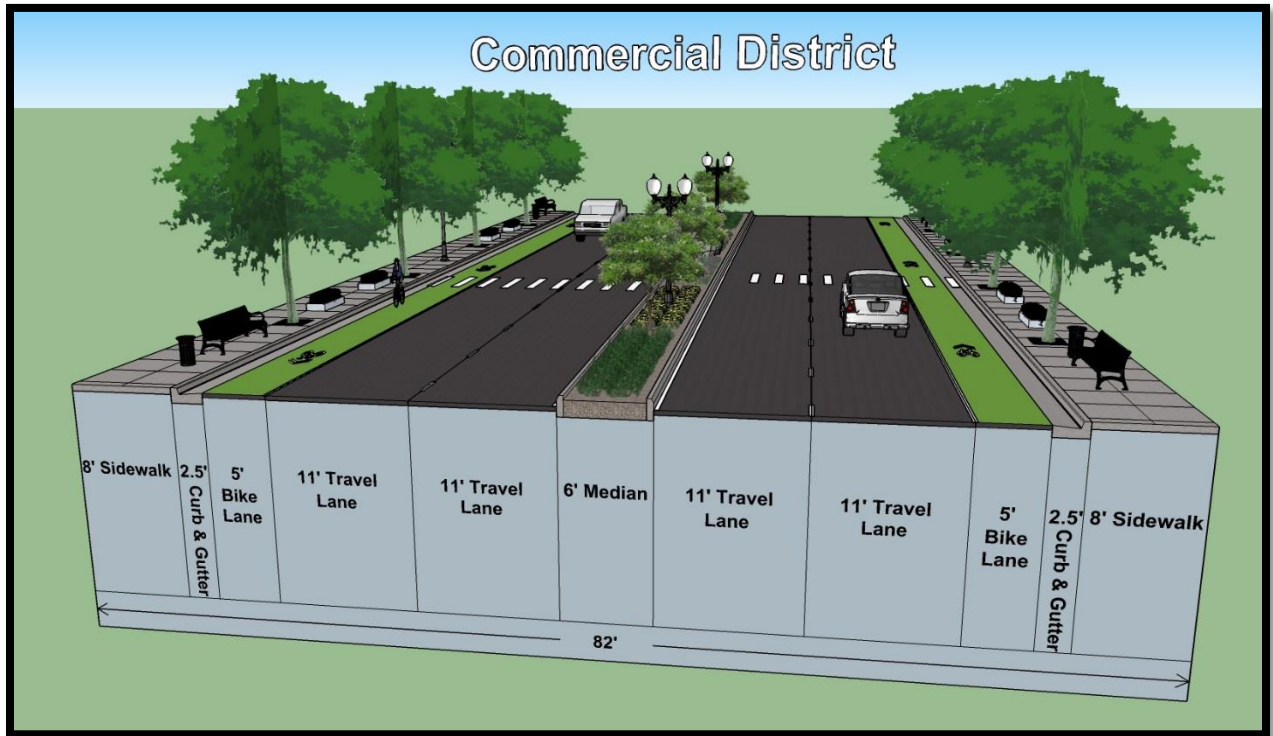 Commercial District
8' Sidewalk
2.5'
Curb & Gutter
5'
Bike
Lane
11' Travel
Lane
11' Travel
Lane
6' Median
11' Travel
Lane
11' Travel
Lane
5'
Bike
Lane
2.5'
Curb & Gutter
8' Sidewalk
82'